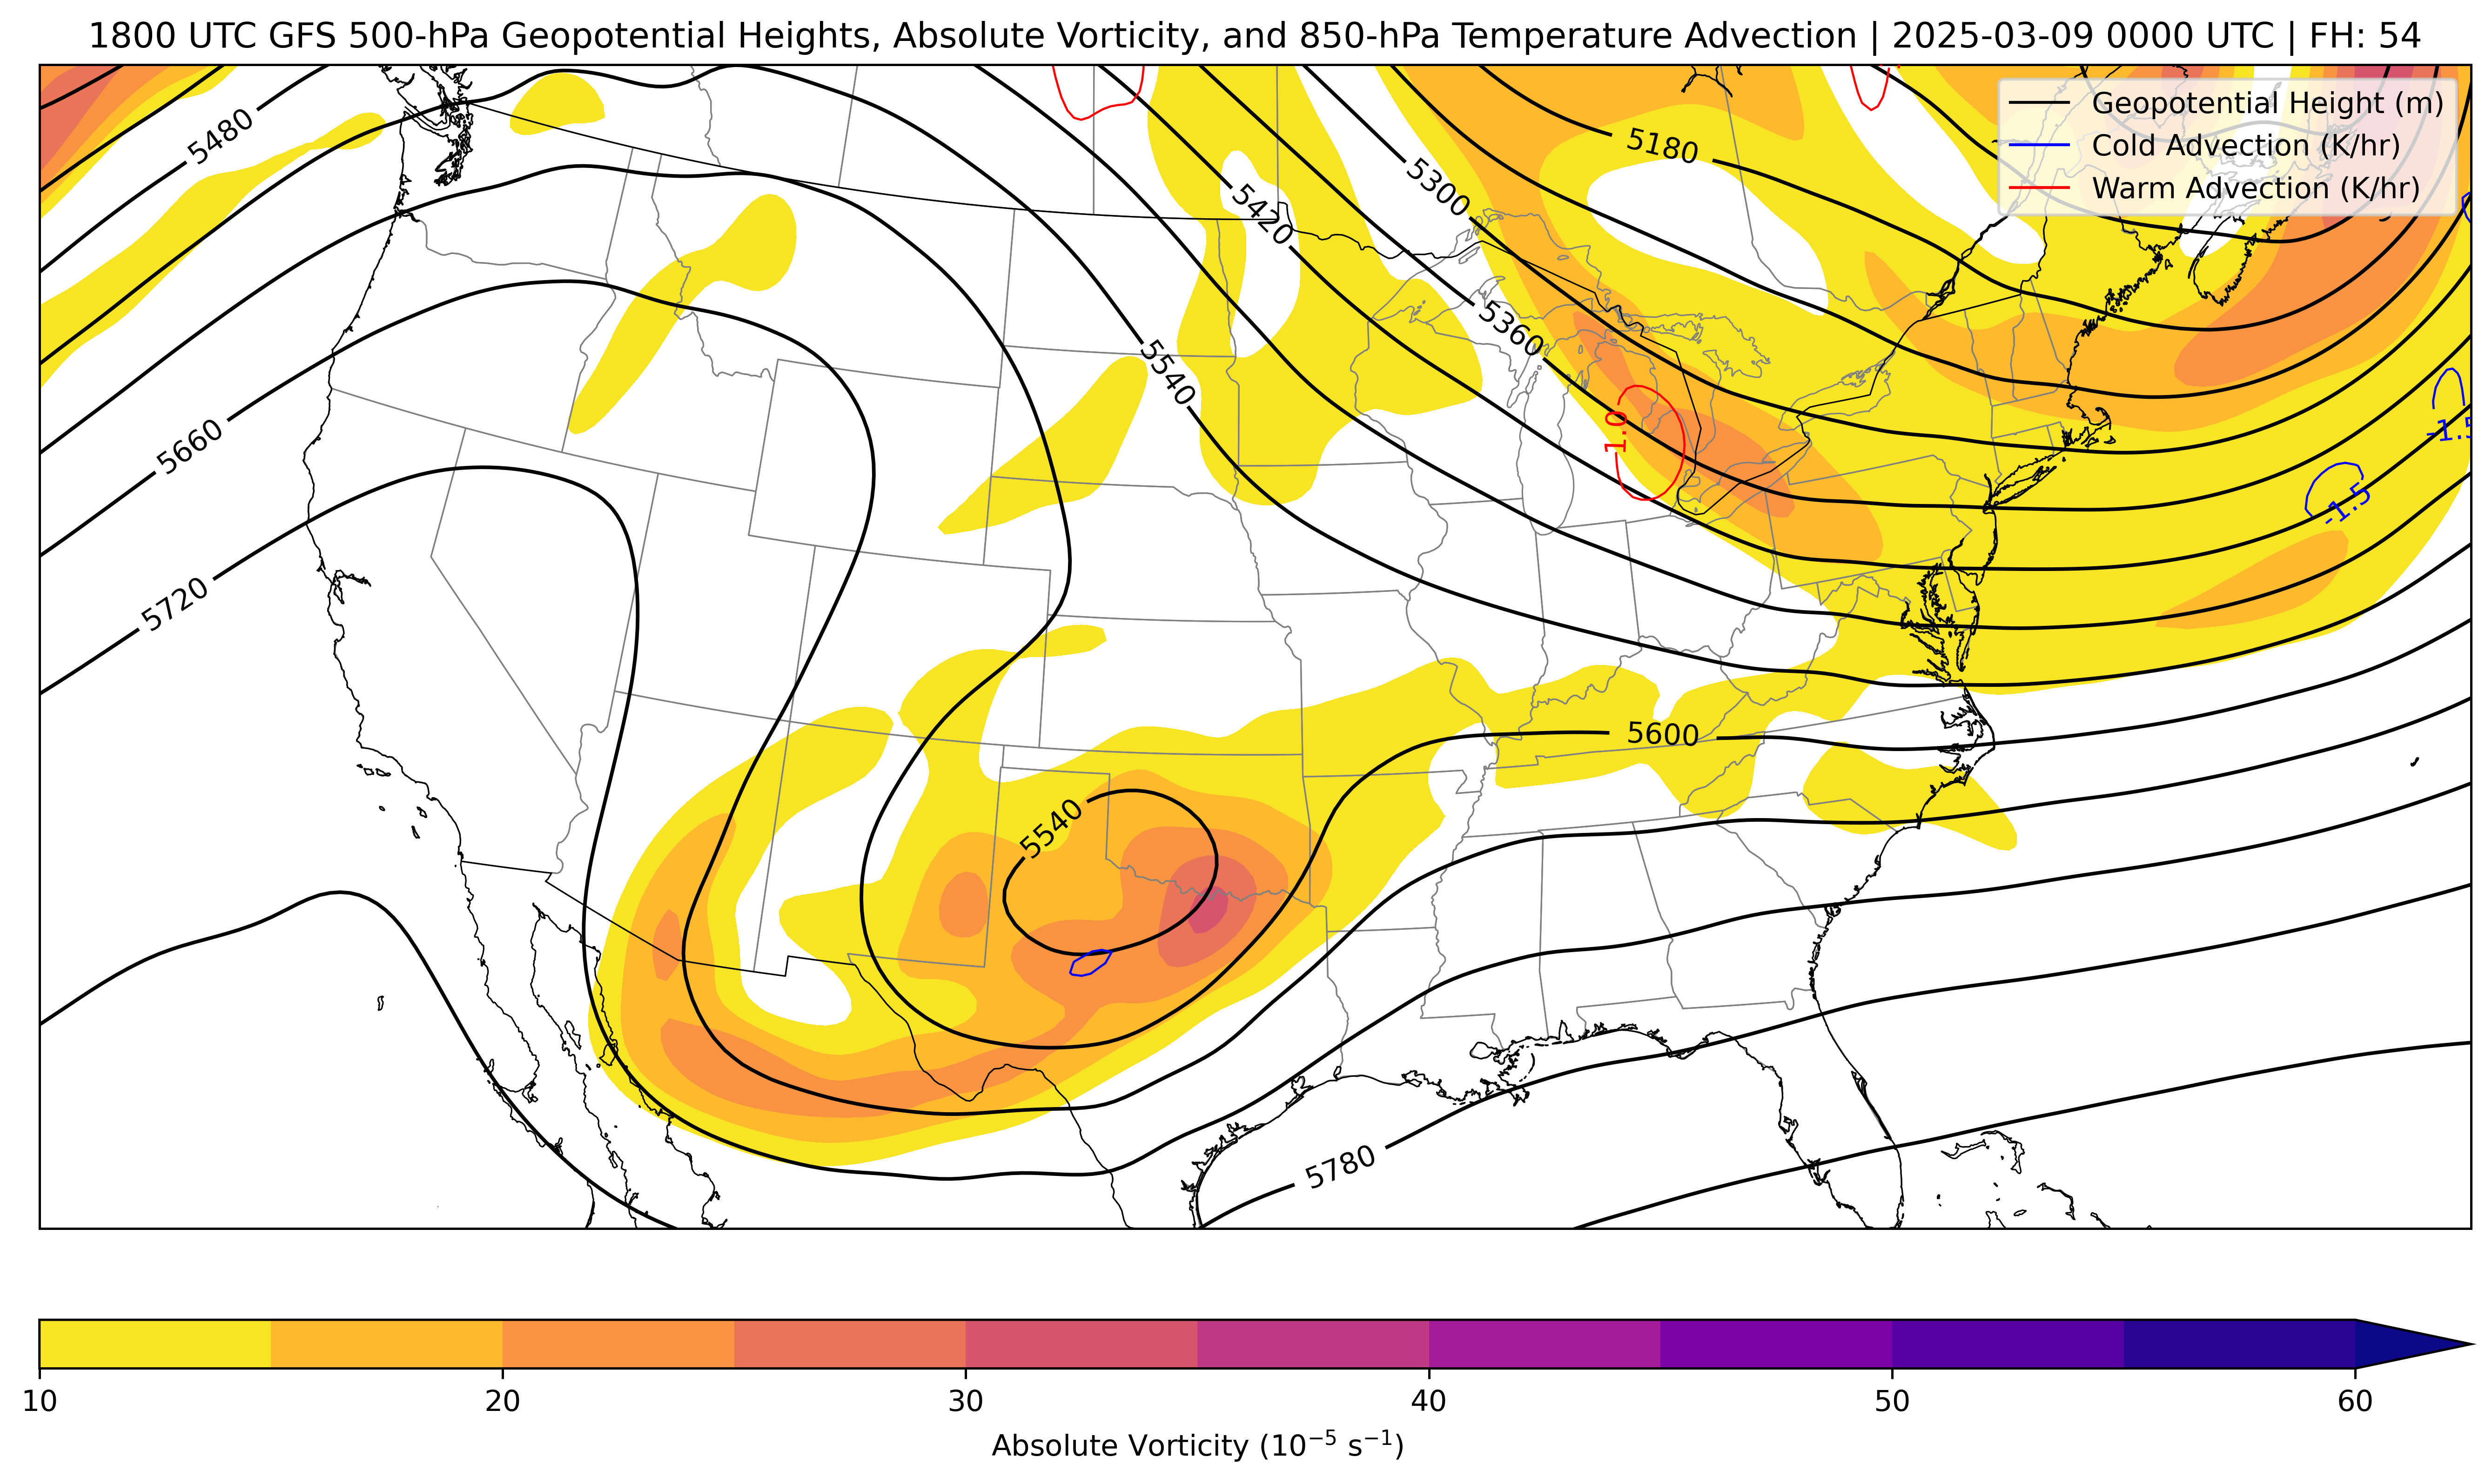 1800 UTC GFS 500-hPa Geopotential Heights, Absolute Vorticity, and 850-hPa Temperature Advection | 2025-03-09 0000 UTC | FH: 54
Geopotential Height (m)
Cold Advection (K/hr)
Warm Advection (K/hr)
5480
5180
5300
5420
5360
5540
1.0
-1.5
5660
-1.5
5720
5600
5540
5780
10 20 30 40 50 60
Absolute Vorticity (10⁻⁵ s⁻¹)